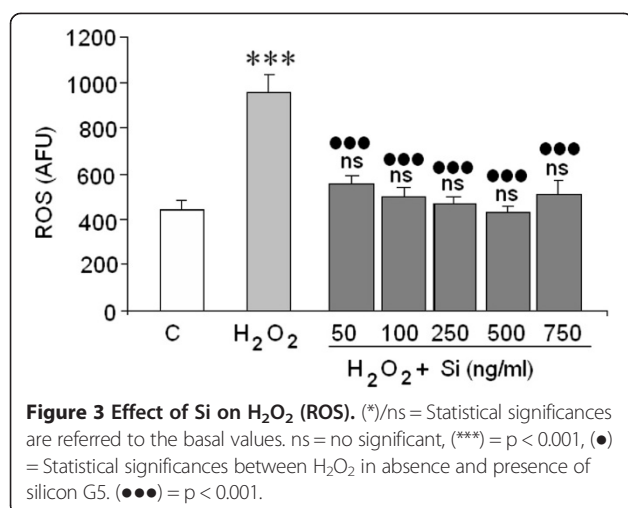 1200
1000
800
600
400
200
0
ROS (AFU)
***
●●●
ns
●●●
ns
●●●
ns
●●●
ns
●●●
ns
C
H₂O₂
50 100 250 500 750
H₂O₂ + Si (ng/ml)
Figure 3 Effect of Si on H₂O₂ (ROS). (*)/ns = Statistical significances
are referred to the basal values. ns = no significant, (***) = p < 0.001, (●)
= Statistical significances between H₂O₂ in absence and presence of
silicon G5. (●●●) = p < 0.001.